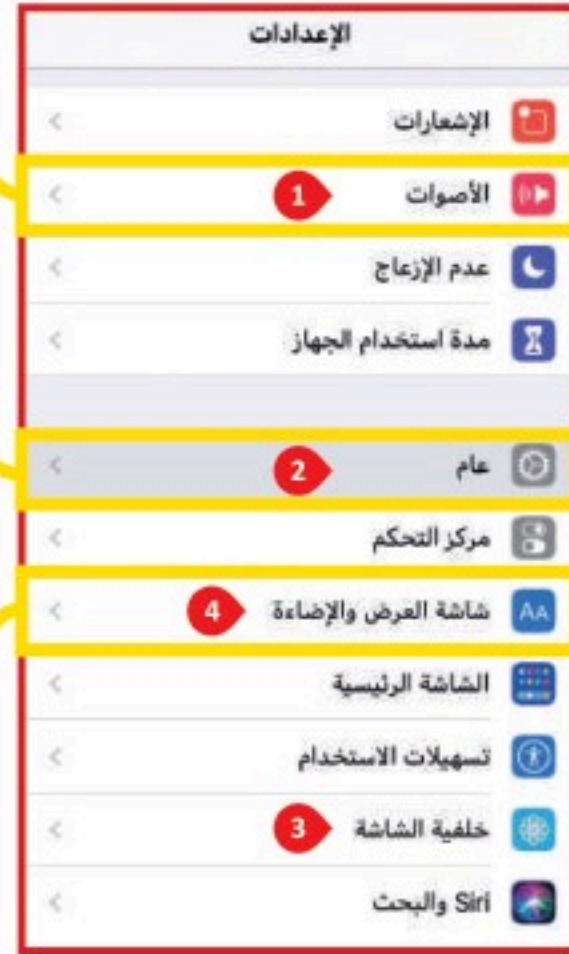 الإعدادات
الإشعارات
الأصوات 1
عدم الإزعاج
مدة استخدام الجهاز
عام 2
مركز التحكم
AA شاشة العرض والإضاءة 4
الشاشة الرئيسية
تسهيلات الاستخدام
خلفية الشاشة 3
Siri والبحث